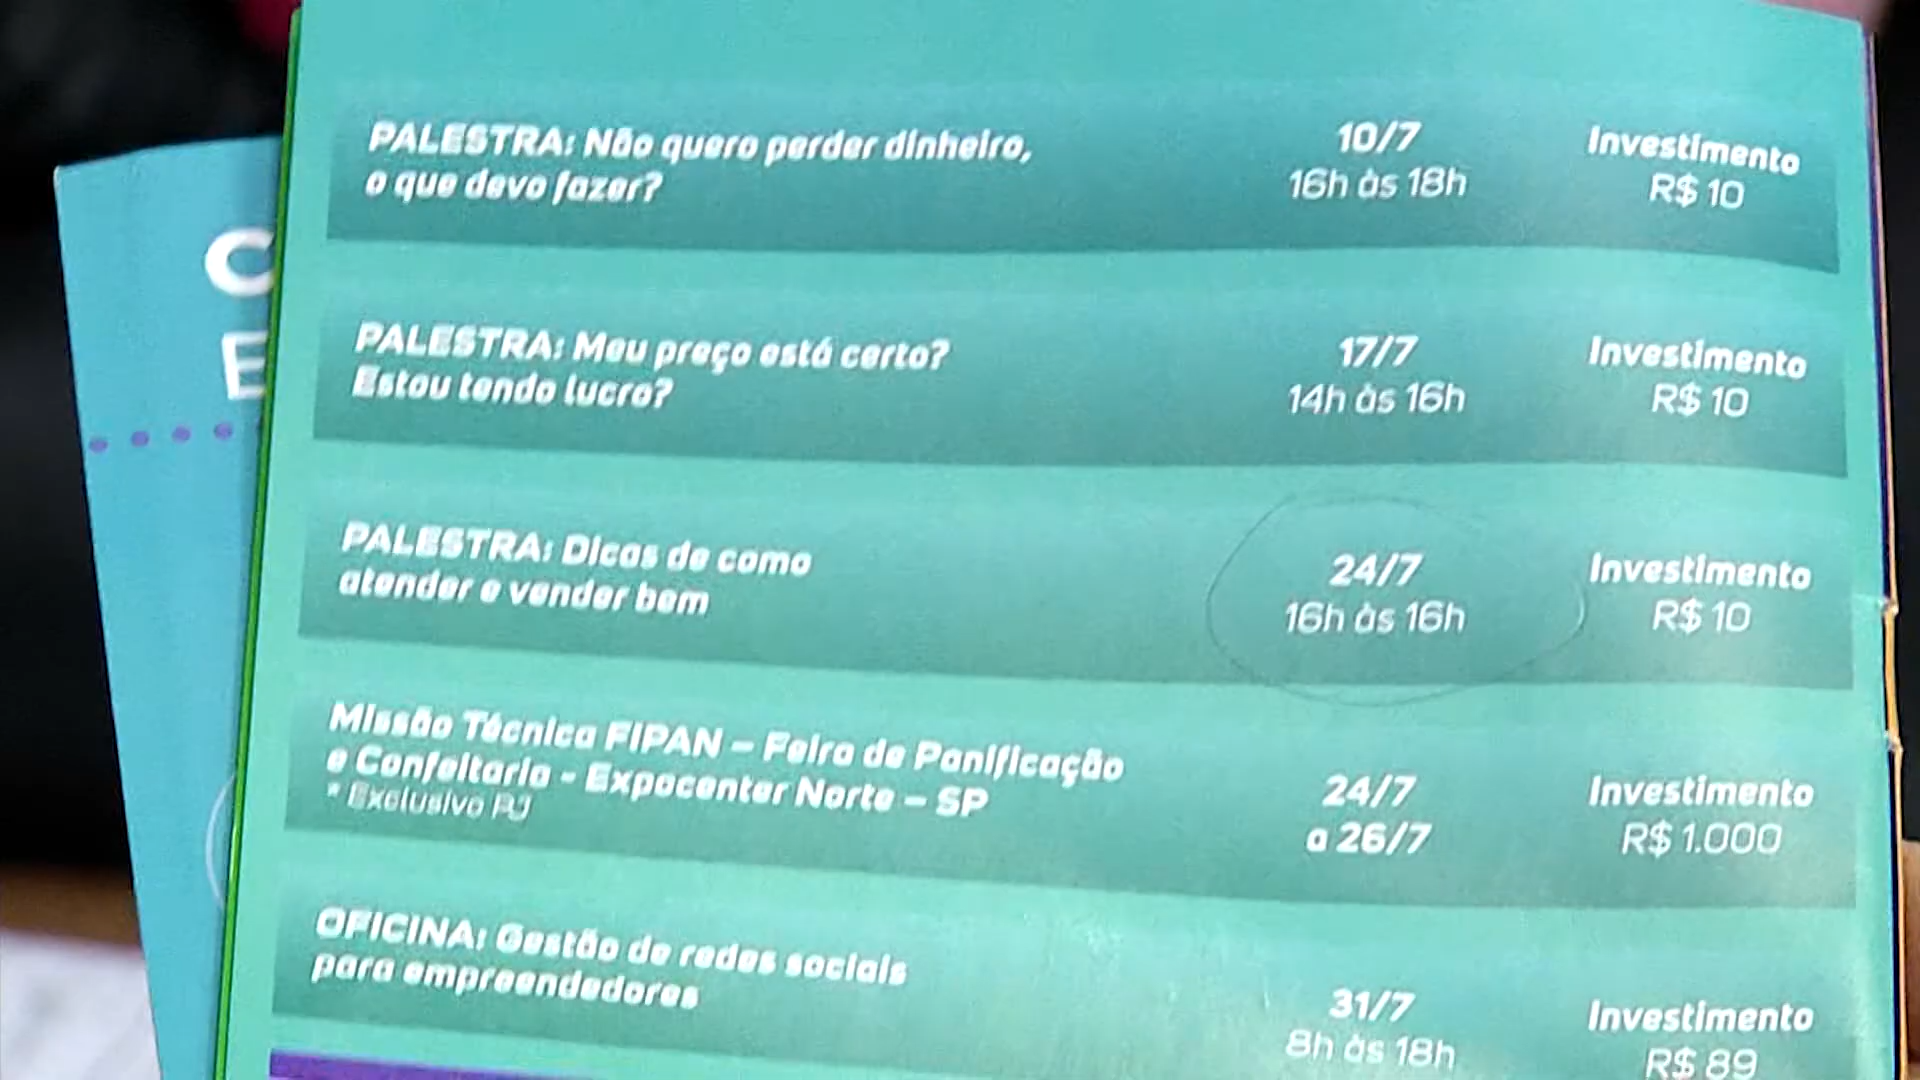 C
E
PALESTRA: Não quero perder dinheiro,
o que devo fazer?
10/7
16h às 18h
Investimento
R$ 10
PALESTRA: Meu preço está certo?
Estou tendo lucro?
17/7
14h às 16h
Investimento
R$ 10
PALESTRA: Dicas de como
atender e vender bem
24/7
16h às 16h
Investimento
R$ 10
Missão Técnica FIPAN – Feira de Panificação
e Confeitaria - Expocenter Norte – SP
* Exclusivo PJ
24/7
a 26/7
Investimento
R$ 1.000
OFICINA: Gestão de redes sociais
para empreendedores
31/7
8h às 18h
Investimento
R$ 89